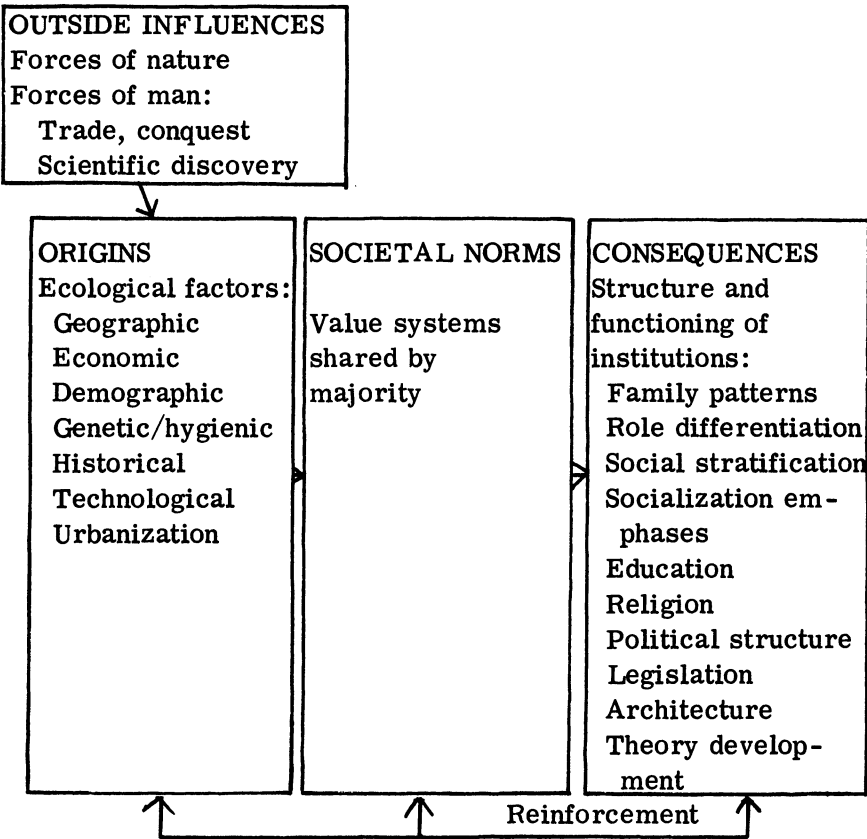 OUTSIDE INFLUENCES
Forces of nature
Forces of man:
Trade, conquest
Scientific discovery
ORIGINS
Ecological factors:
Geographic
Economic
Demographic
Genetic/hygienic
Historical
Technological
Urbanization
SOCIETAL NORMS
Value systems
shared by
majority
CONSEQUENCES
Structure and
functioning of
institutions:
Family patterns
Role differentiation
Social stratification
Socialization em-
phases
Education
Religion
Political structure
Legislation
Architecture
Theory develop-
ment
Reinforcement